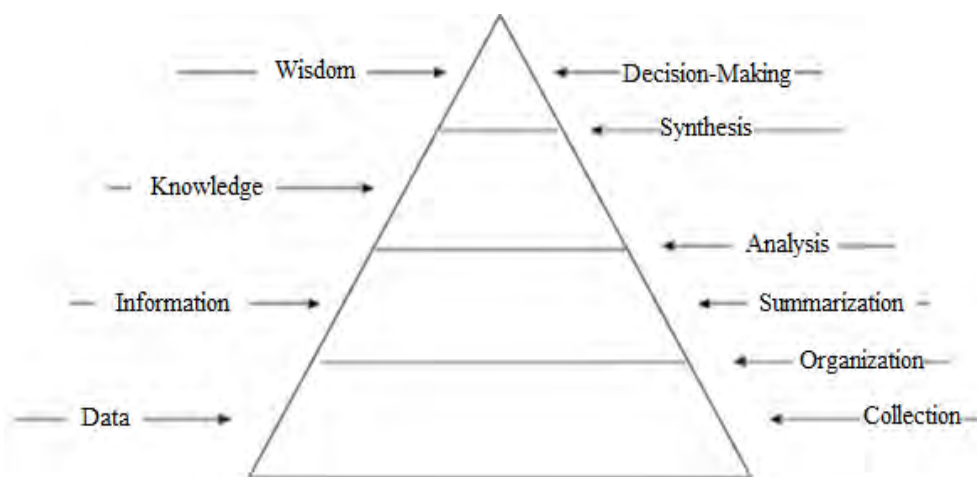 Wisdom
Decision-Making
Synthesis
Knowledge
Analysis
Information
Summarization
Organization
Data
Collection